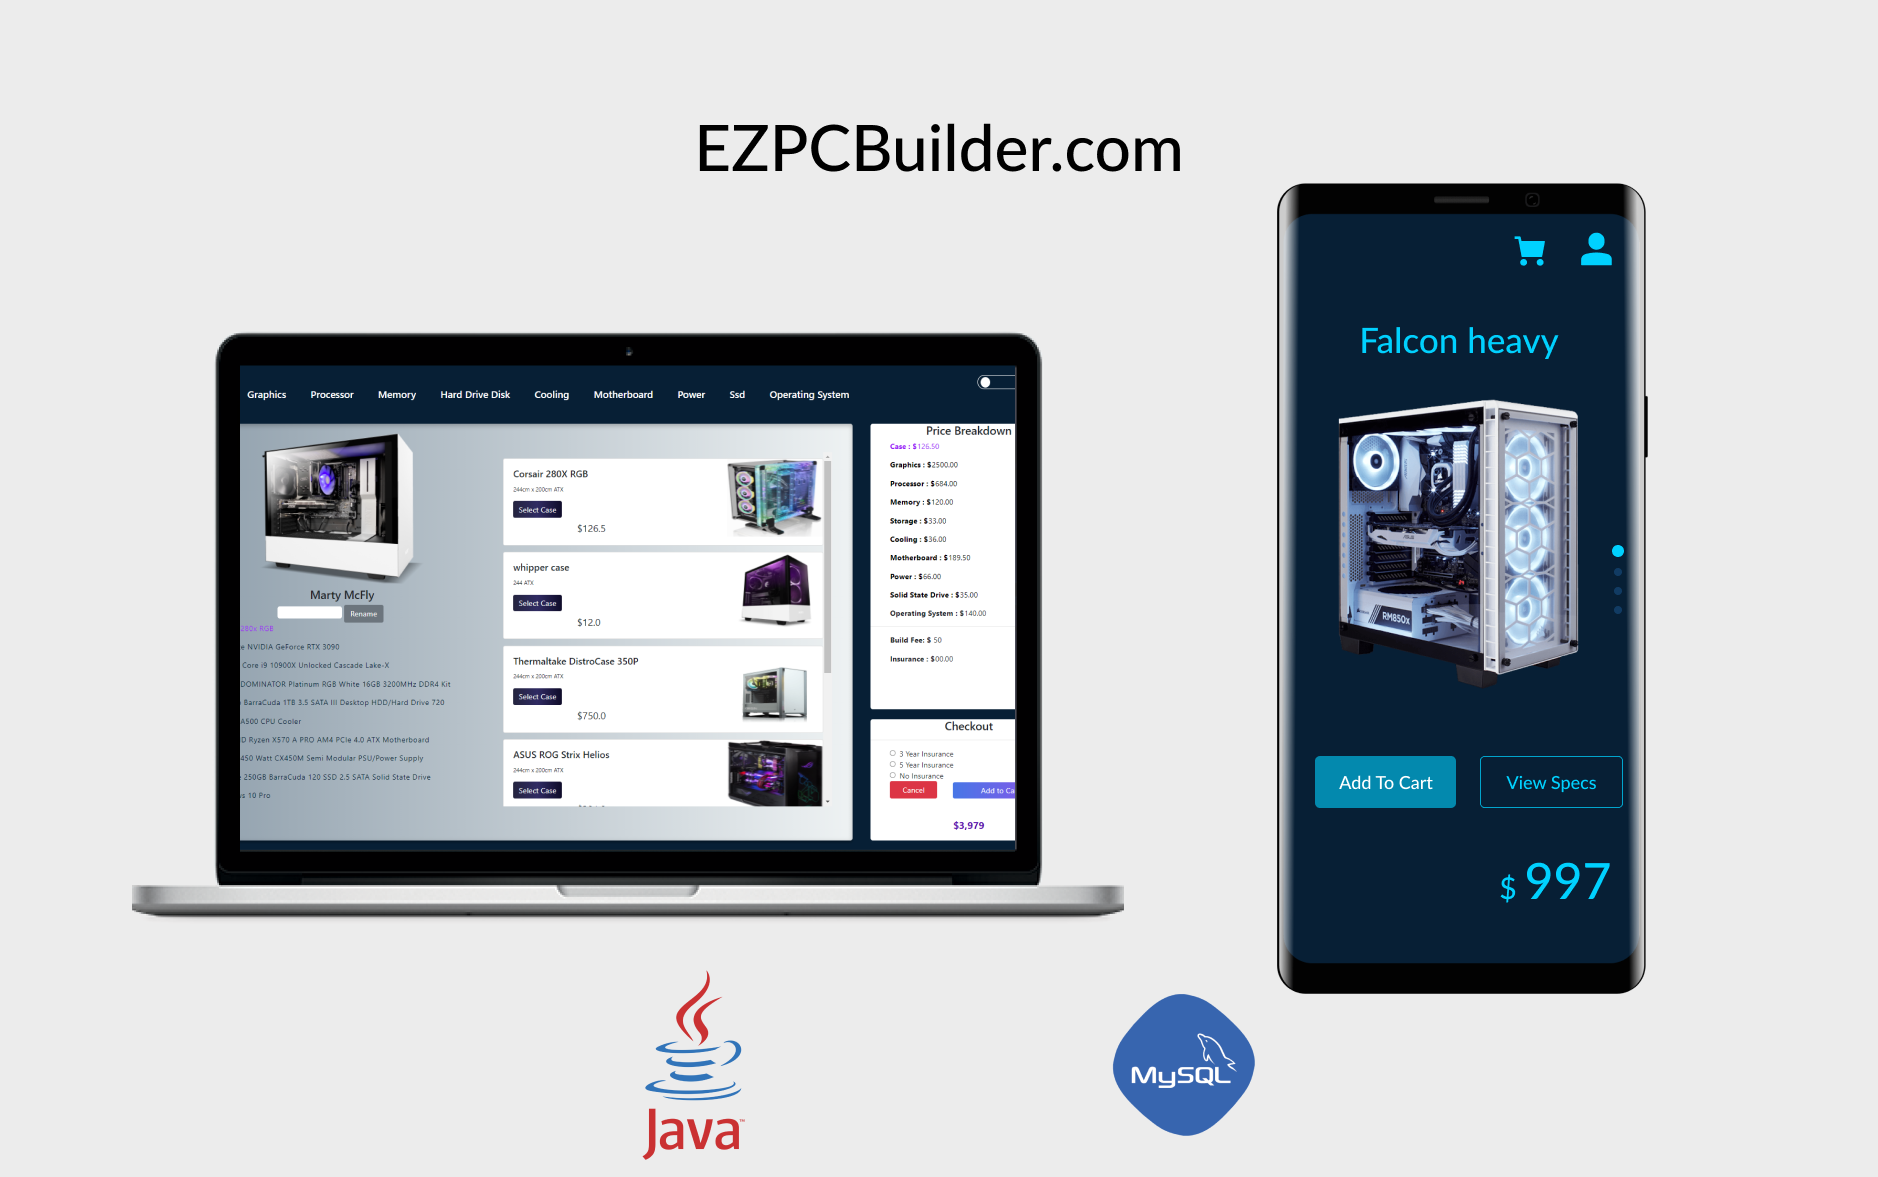 EZPCBuilder.com
Graphics Processor Memory Hard Drive Disk Cooling Motherboard Power Ssd Operating System
Marty McFly
Rename
280x RGB
NVIDIA GeForce RTX 3090
Core i9 10900X Unlocked Cascade Lake-X
DOMINATOR Platinum RGB White 16GB 3200MHz DDR4 Kit
BarraCuda 1TB 3.5 SATA III Desktop HDD/Hard Drive 720
A500 CPU Cooler
D Ryzen X570 A PRO AM4 PCIe 4.0 ATX Motherboard
450 Watt CX450M Semi Modular PSU/Power Supply
250GB BarraCuda 120 SSD 2.5 SATA Solid State Drive
10 Pro
Corsair 280X RGB
244cm x 200cm ATX
Select Case
$126.5
whipper case
244 ATX
Select Case
$12.0
Thermaltake DistroCase 350P
244cm x 200cm ATX
Select Case
$750.0
ASUS ROG Strix Helios
244cm x 200cm ATX
Select Case
Price Breakdown
Case : $126.50
Graphics : $2500.00
Processor : $684.00
Memory : $120.00
Storage : $33.00
Cooling : $36.00
Motherboard : $189.50
Power : $66.00
Solid State Drive : $35.00
Operating System : $140.00
Build Fee: $ 50
Insurance : $00.00
Checkout
3 Year Insurance
5 Year Insurance
No Insurance
Cancel
Add to Ca
$3,979
Falcon heavy
RM850x
Add To Cart
View Specs
$ 997
Java™
MySQL